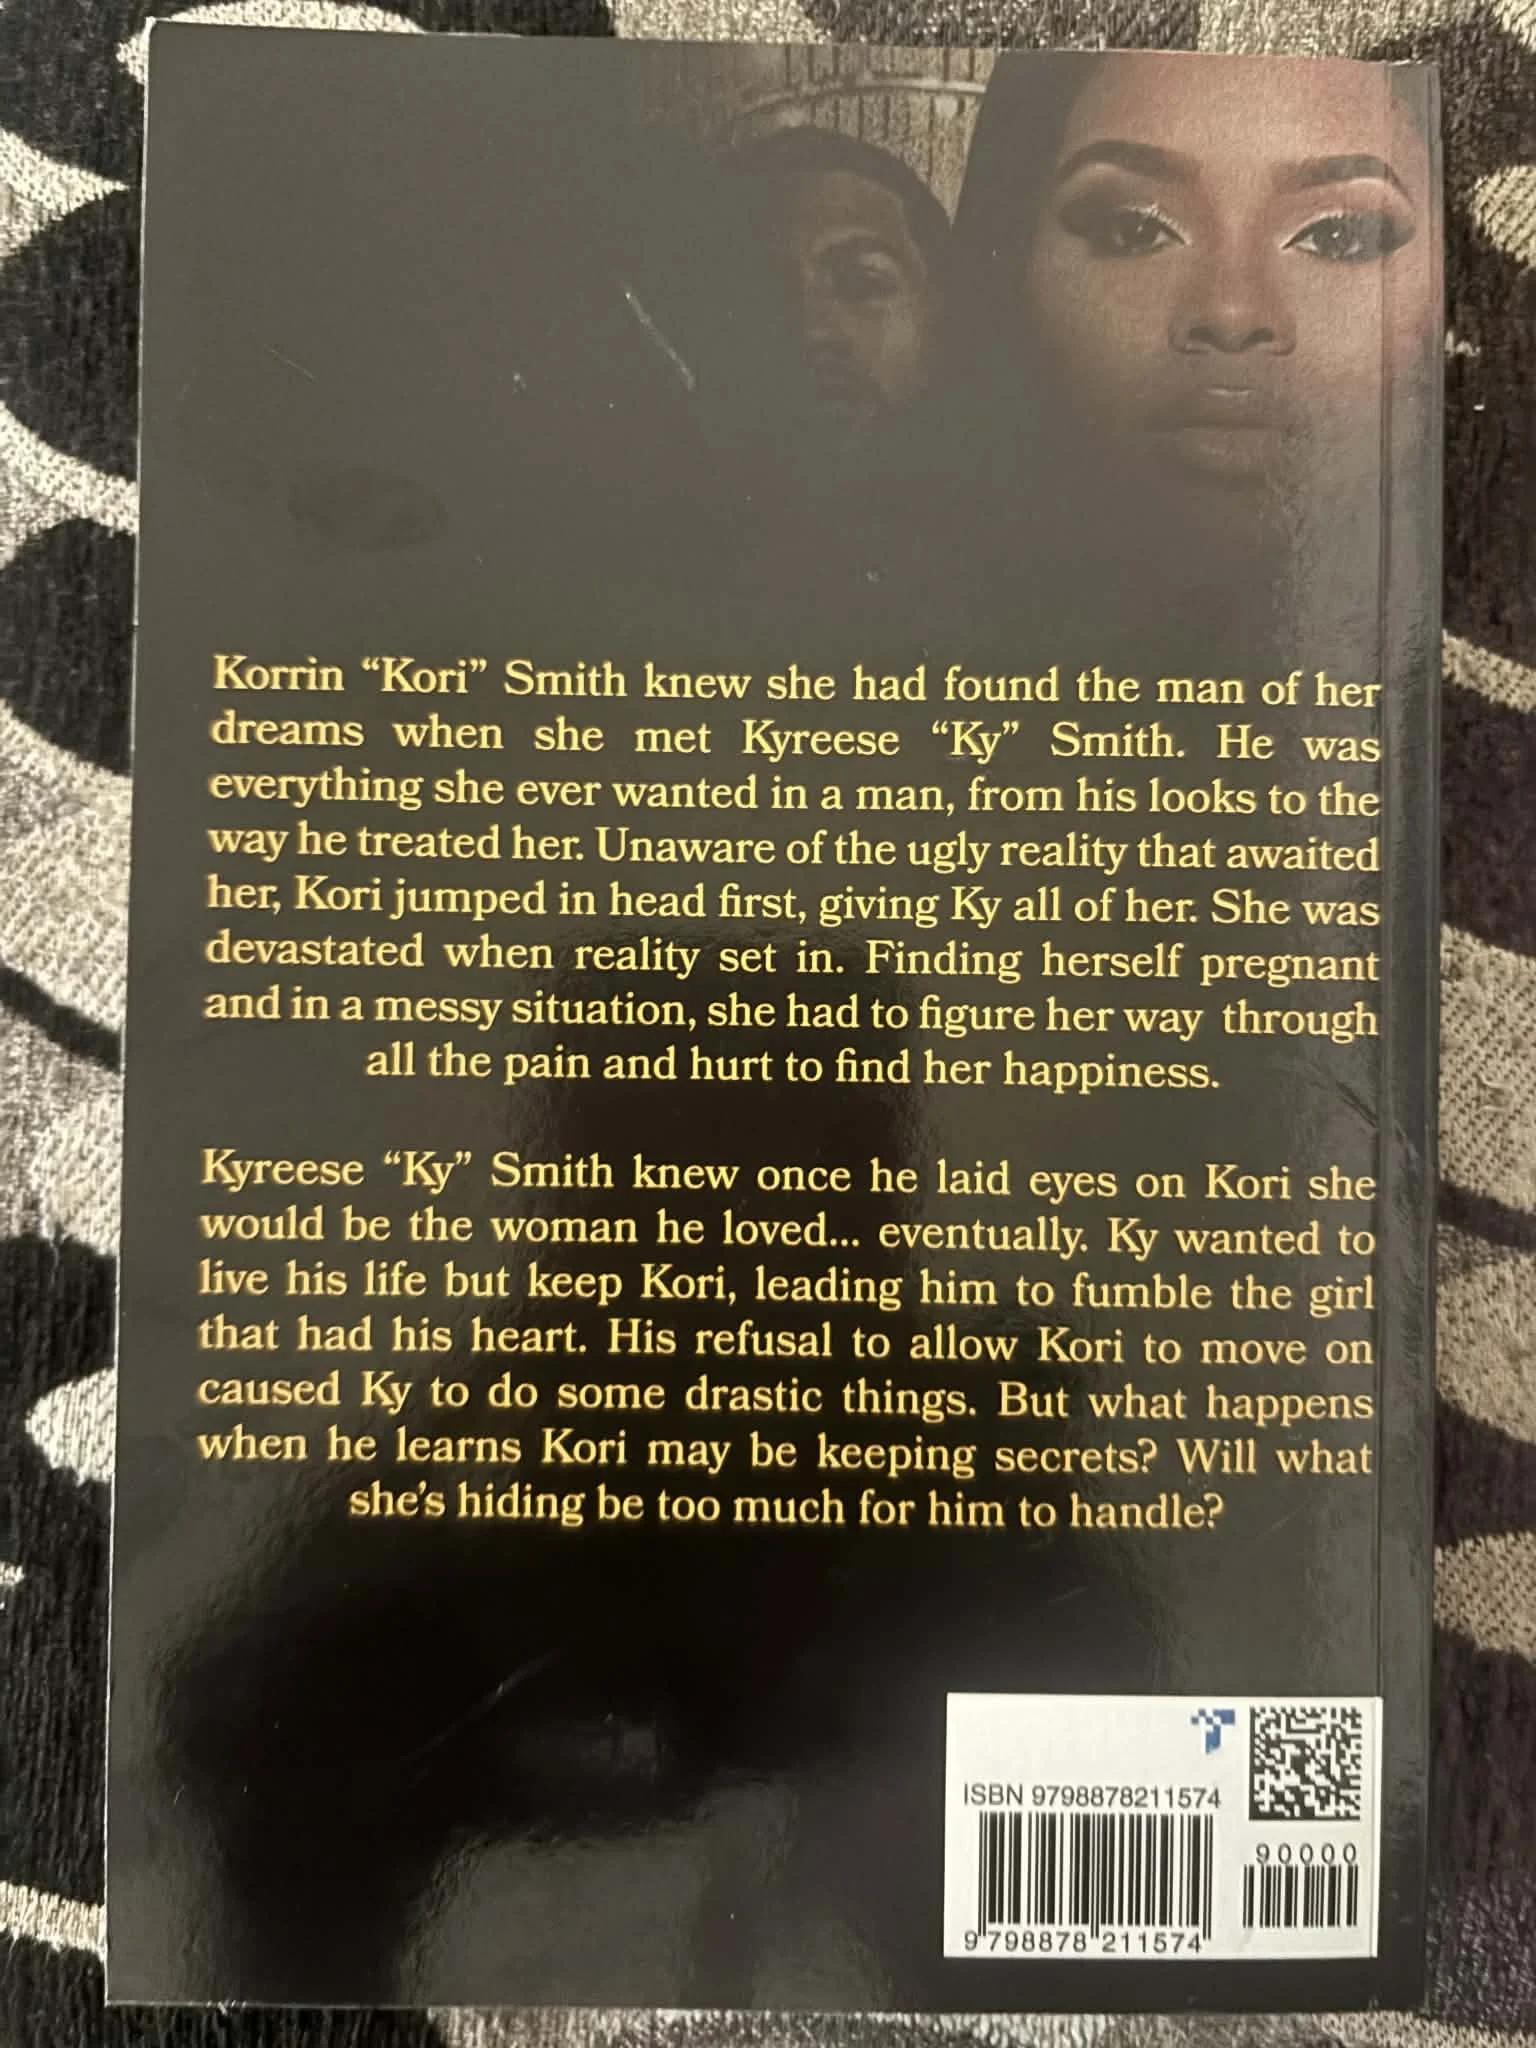 Korrin “Kori” Smith knew she had found the man of her
dreams when she met Kyreese “Ky” Smith. He was
everything she ever wanted in a man, from his looks to the
way he treated her. Unaware of the ugly reality that awaited
her, Kori jumped in head first, giving Ky all of her. She was
devastated when reality set in. Finding herself pregnant
and in a messy situation, she had to figure her way through
all the pain and hurt to find her happiness.
Kyreese “Ky” Smith knew once he laid eyes on Kori she
would be the woman he loved... eventually. Ky wanted to
live his life but keep Kori, leading him to fumble the girl
that had his heart. His refusal to allow Kori to move on
caused Ky to do some drastic things. But what happens
when he learns Kori may be keeping secrets? Will what
she’s hiding be too much for him to handle?
ISBN 9798878211574
90000
9 798878 211574